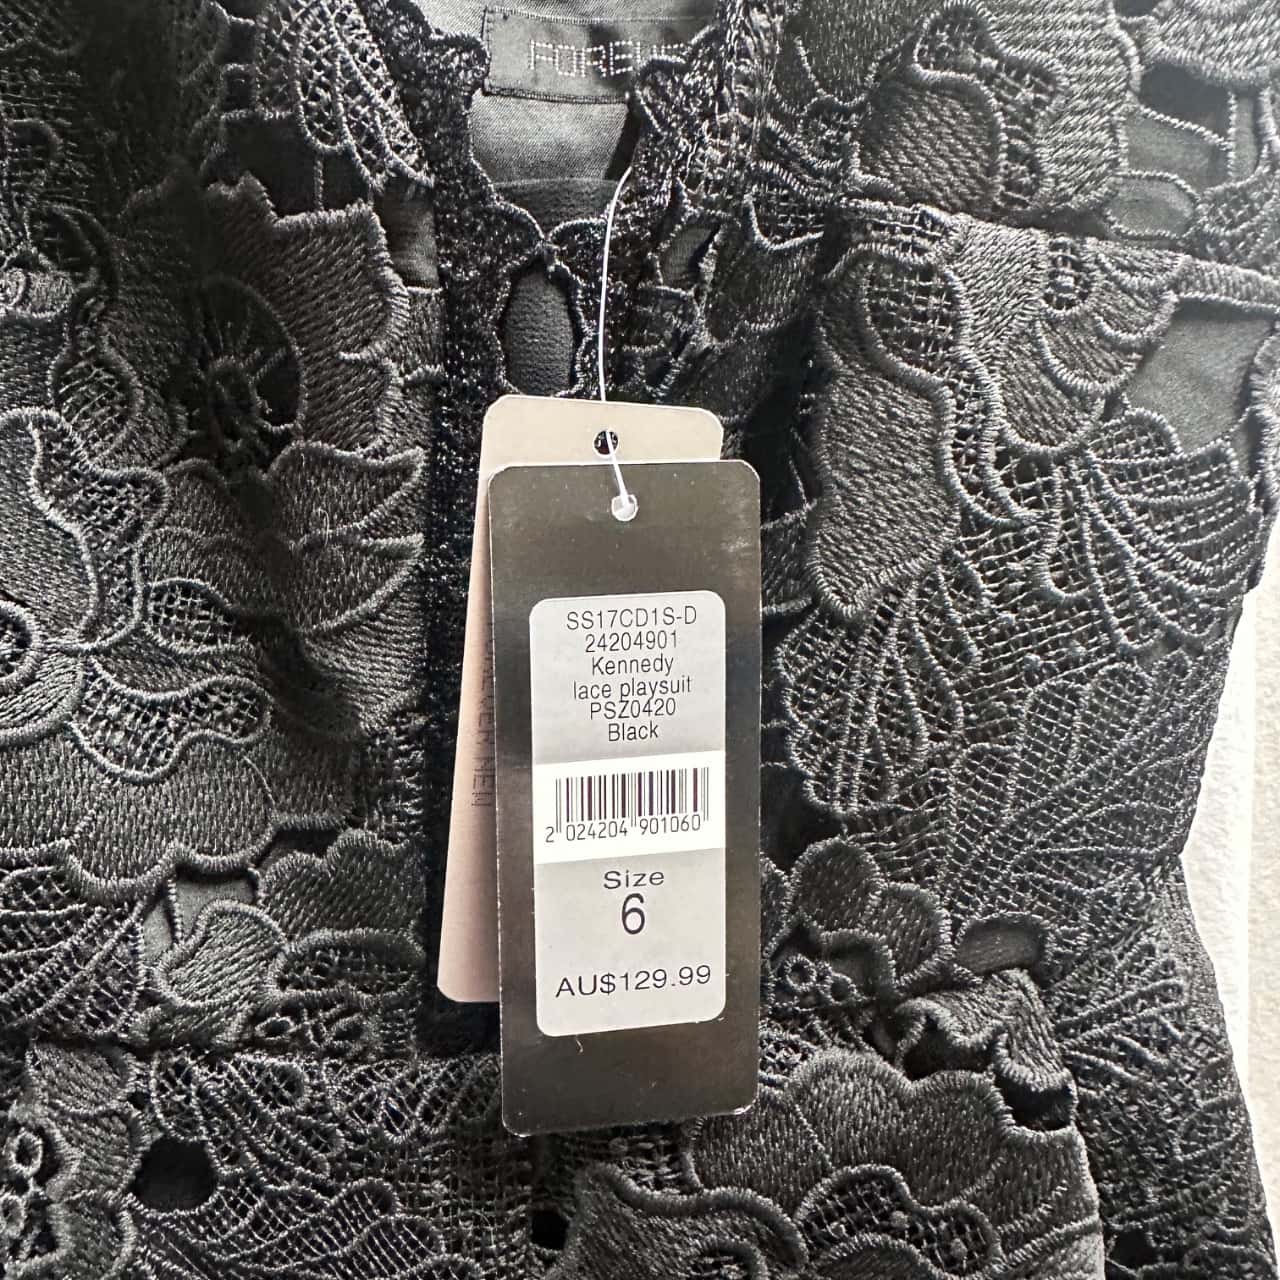 SS17CD1S-D
24204901
Kennedy
lace playsuit
PSZ0420
Black
2 024204 901060
Size
6
AU$129.99